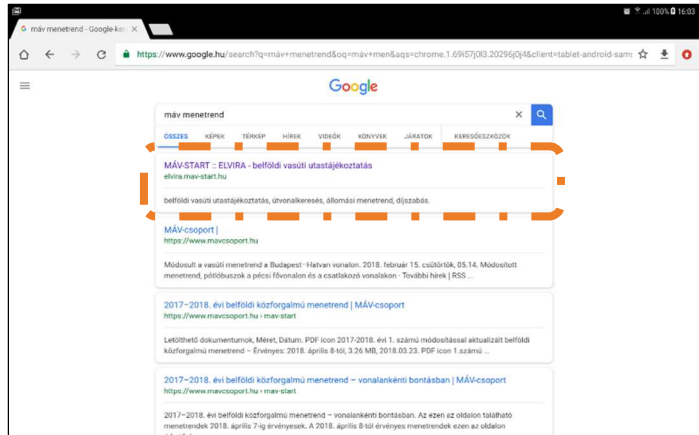 100% 16:03
máv menetrend - Google-ker
https://www.google.hu/search?q=máv+menetrend&oq=máv+men&aqs=chrome.1.69i57j0l3.20296j0j4&client=tablet-android-sams
Google
máv menetrend
ÖSSZES KÉPEK TÉRKÉP HÍREK VIDEÓK KÖNYVEK JÁRATOK KERESŐESZKÖZÖK
MÁV-START :: ELVIRA - belföldi vasúti utastájékoztatás
elvira.mav-start.hu
belföldi vasúti utastájékoztatás, útvonalkeresés, állomási menetrend, díjszabás.
MÁV-csoport |
https://www.mavcsoport.hu
Módosult a vasúti menetrend a Budapest–Hatvan vonalon. 2018. február 15. csütörtök, 05.14. Módosított
menetrend, pótlóbuszok a pécsi fővonalon és a csatlakozó vonalakon · További hírek | RSS ...
2017–2018. évi belföldi közforgalmú menetrend | MÁV-csoport
https://www.mavcsoport.hu › mav-start
Letölthető dokumentumok, Méret, Dátum. PDF icon 2017-2018. évi 1. számú módosítással aktualizált belföldi
közforgalmú menetrend – Érvényes: 2018. április 8-tól, 3.26 MB, 2018.03.23. PDF icon 1.számú ...
2017–2018. évi belföldi közforgalmú menetrend – vonalankénti bontásban | MÁV-csoport
https://www.mavcsoport.hu › mav-start
2017–2018. évi belföldi közforgalmú menetrend – vonalankénti bontásban. Az ezen az oldalon található
menetrendek 2018. április 7-ig érvényesek. A 2018. április 8-tól érvényes menetrendek ezen az oldalon